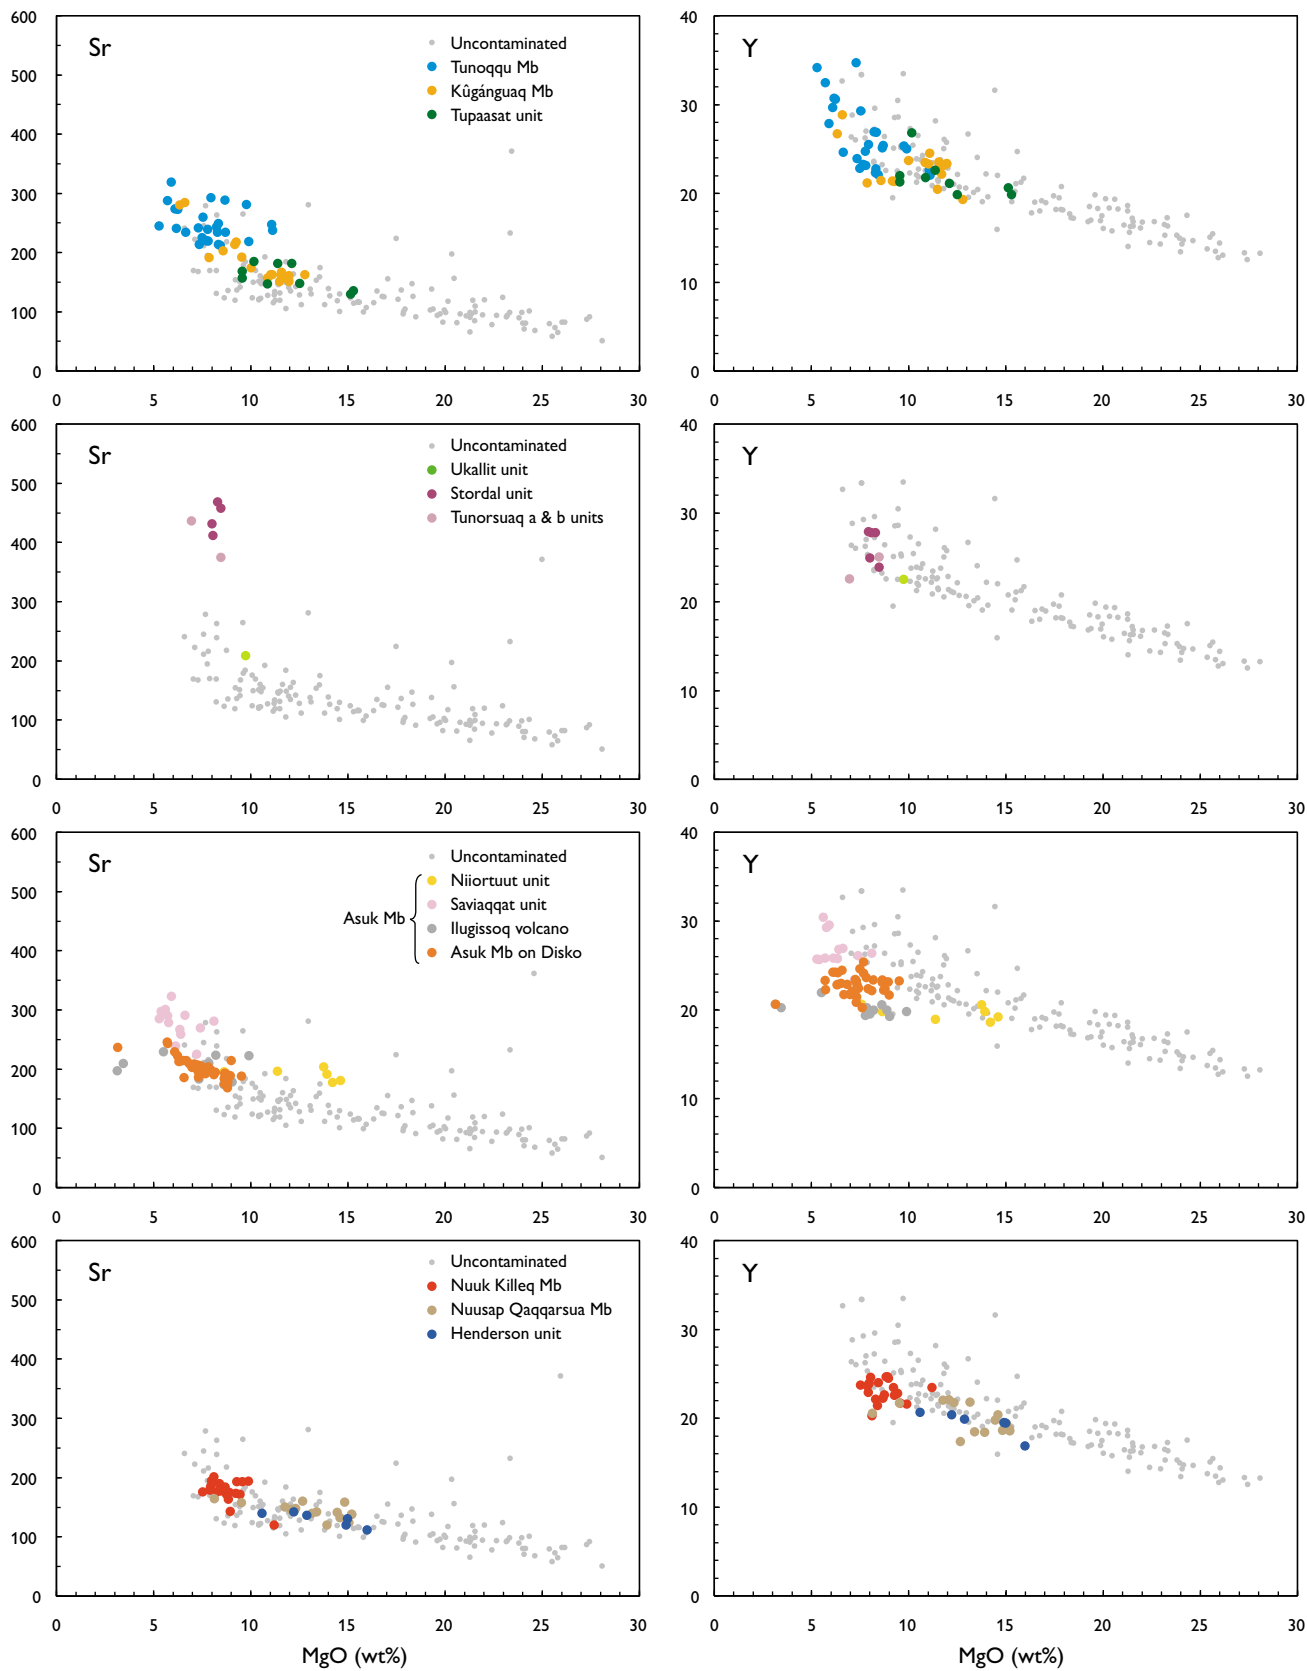 600
500
400
300
200
100
0
Sr
Uncontaminated
Tunoqqu Mb
Kûgánguaq Mb
Tupaasat unit
0 5 10 15 20 25 30
40
30
20
10
0
Y
0 5 10 15 20 25 30
600
500
400
300
200
100
0
Sr
Uncontaminated
Ukallit unit
Stordal unit
Tunorsuaq a & b units
0 5 10 15 20 25 30
40
30
20
10
0
Y
0 5 10 15 20 25 30
600
500
400
300
200
100
0
Sr
Uncontaminated
Asuk Mb
Niiortuut unit
Saviaqqat unit
Ilugissoq volcano
Asuk Mb on Disko
0 5 10 15 20 25 30
40
30
20
10
0
Y
0 5 10 15 20 25 30
600
500
400
300
200
100
0
Sr
Uncontaminated
Nuuk Killeq Mb
Nuusap Qaqqarsua Mb
Henderson unit
0 5 10 15 20 25 30
MgO (wt%)
40
30
20
10
0
Y
0 5 10 15 20 25 30
MgO (wt%)